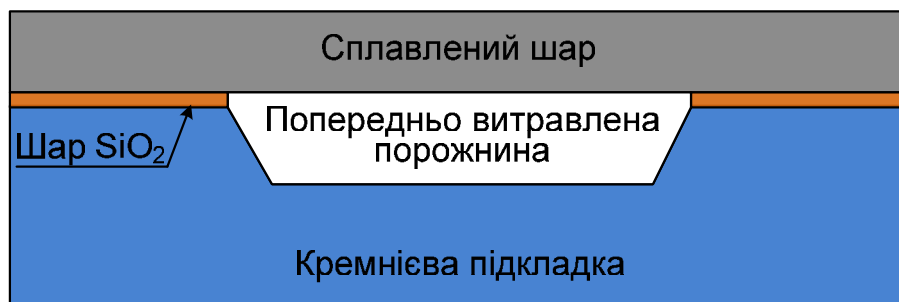 Сплавлений шар
Попередньо витравлена
порожнина
Шар SiO₂
Кремнієва підкладка